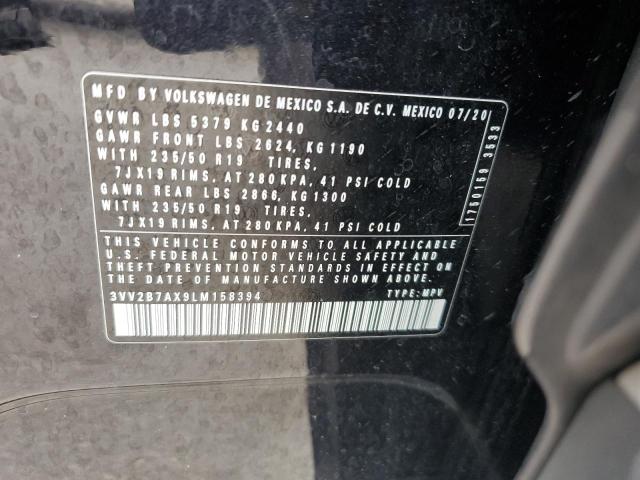 MFD BY VOLKSWAGEN DE MEXICO S.A. DE C.V. MEXICO 07/20
GVWR LBS 5379 KG 2440
GAWR FRONT LBS 2624, KG 1190
WITH 235/50 R19 TIRES,
7JX19 RIMS, AT 280 KPA, 41 PSI COLD
GAWR REAR LBS 2866, KG 1300
WITH 235/50 R19 TIRES,
7JX19 RIMS, AT 280 KPA, 41 PSI COLD
THIS VEHICLE CONFORMS TO ALL APPLICABLE
U.S. FEDERAL MOTOR VEHICLE SAFETY AND
THEFT PREVENTION STANDARDS IN EFFECT ON
THE DATE OF MANUFACTURE SHOWN ABOVE.
3VV2B7AX9LM158394 TYPE: MPV
1750159 3533